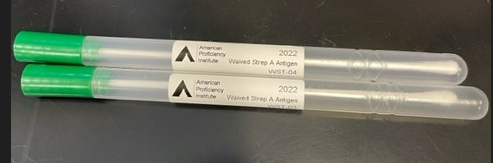 American
Proficiency
Institute
2022
Waived Strep A Antigen
WST-04
American
Proficiency
Institute
2022
Waived Strep A Antigen